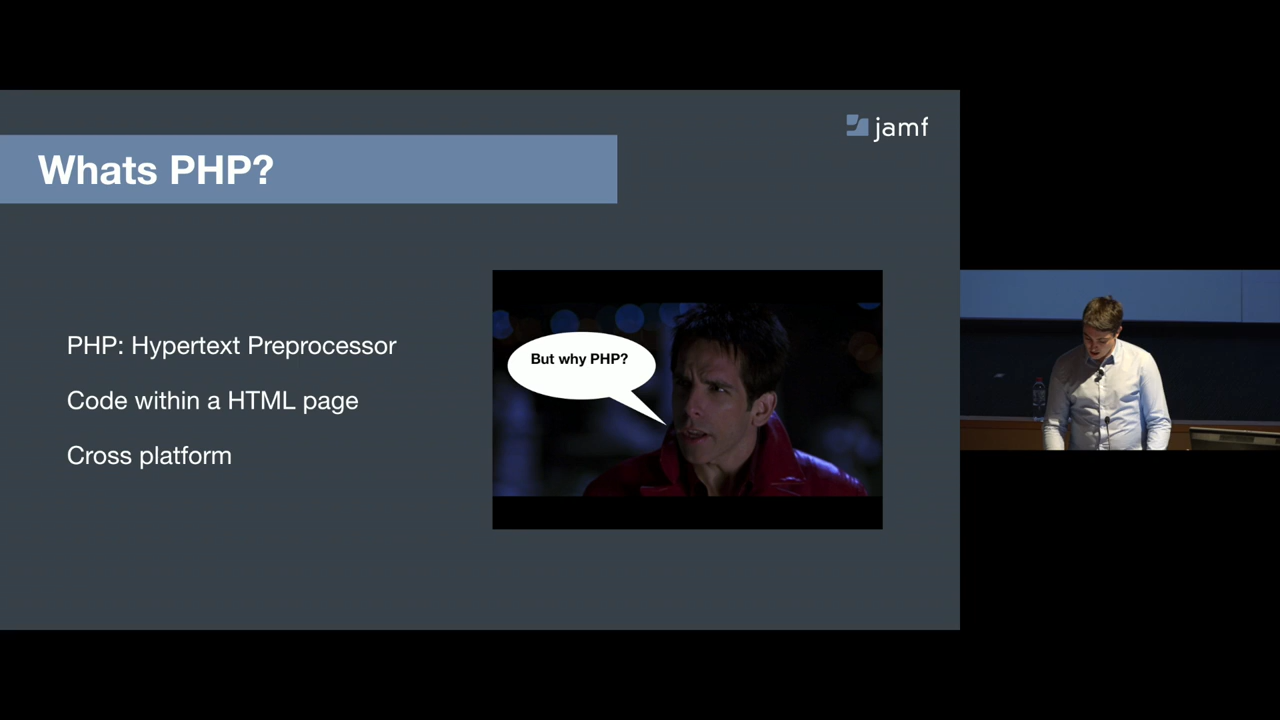 jamf
Whats PHP?
PHP: Hypertext Preprocessor
Code within a HTML page
Cross platform
But why PHP?